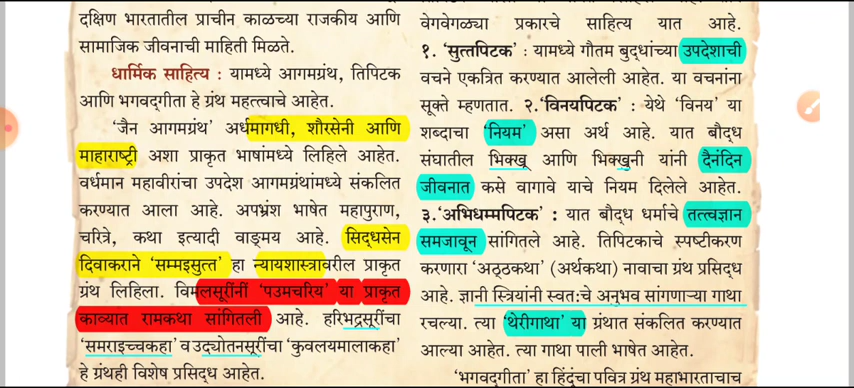 दक्षिण भारतातील प्राचीन काळच्या राजकीय आणि
सामाजिक जीवनाची माहिती मिळते.
धार्मिक साहित्य : यामध्ये आगमग्रंथ, तिपिटक
आणि भगवद्गीता हे ग्रंथ महत्त्वाचे आहेत.
'जैन आगमग्रंथ' अर्धमागधी, शौरसेनी आणि
माहाराष्ट्री अशा प्राकृत भाषांमध्ये लिहिले आहेत.
वर्धमान महावीरांचा उपदेश आगमग्रंथांमध्ये संकलित
करण्यात आला आहे. अपभ्रंश भाषेत महापुराण,
चरित्रे, कथा इत्यादी वाङ्मय आहे. सिद्धसेन
दिवाकराने 'सम्मइसुत्त' हा न्यायशास्त्रावरील प्राकृत
ग्रंथ लिहिला. विमलसूरींनी 'पउमचरिय' या प्राकृत
काव्यात रामकथा सांगितली आहे. हरिभद्रसूरींचा
'समराइच्चकहा' व उद्द्योतनसूरींचा 'कुवलयमालाकहा'
हे ग्रंथही विशेष प्रसिद्ध आहेत.
वेगवेगळ्या प्रकारचे साहित्य यात आहे.
१. 'सुत्तपिटक' : यामध्ये गौतम बुद्धांच्या उपदेशाची
वचने एकत्रित करण्यात आलेली आहेत. या वचनांना
सूक्ते म्हणतात. २.'विनयपिटक' : येथे 'विनय' या
शब्दाचा 'नियम' असा अर्थ आहे. यात बौद्ध
संघातील भिक्खू आणि भिक्खुनी यांनी दैनंदिन
जीवनात कसे वागावे याचे नियम दिलेले आहेत.
३.'अभिधम्मपिटक' : यात बौद्ध धर्माचे तत्त्वज्ञान
समजावून सांगितले आहे. तिपिटकाचे स्पष्टीकरण
करणारा 'अट्ठकथा' (अर्थकथा) नावाचा ग्रंथ प्रसिद्ध
आहे. ज्ञानी स्त्रियांनी स्वतःचे अनुभव सांगणाऱ्या गाथा
रचल्या. त्या 'थेरीगाथा' या ग्रंथात संकलित करण्यात
आल्या आहेत. त्या गाथा पाली भाषेत आहेत.
'भगवद्गीता' हा हिंदूंचा पवित्र ग्रंथ महाभारताचाच